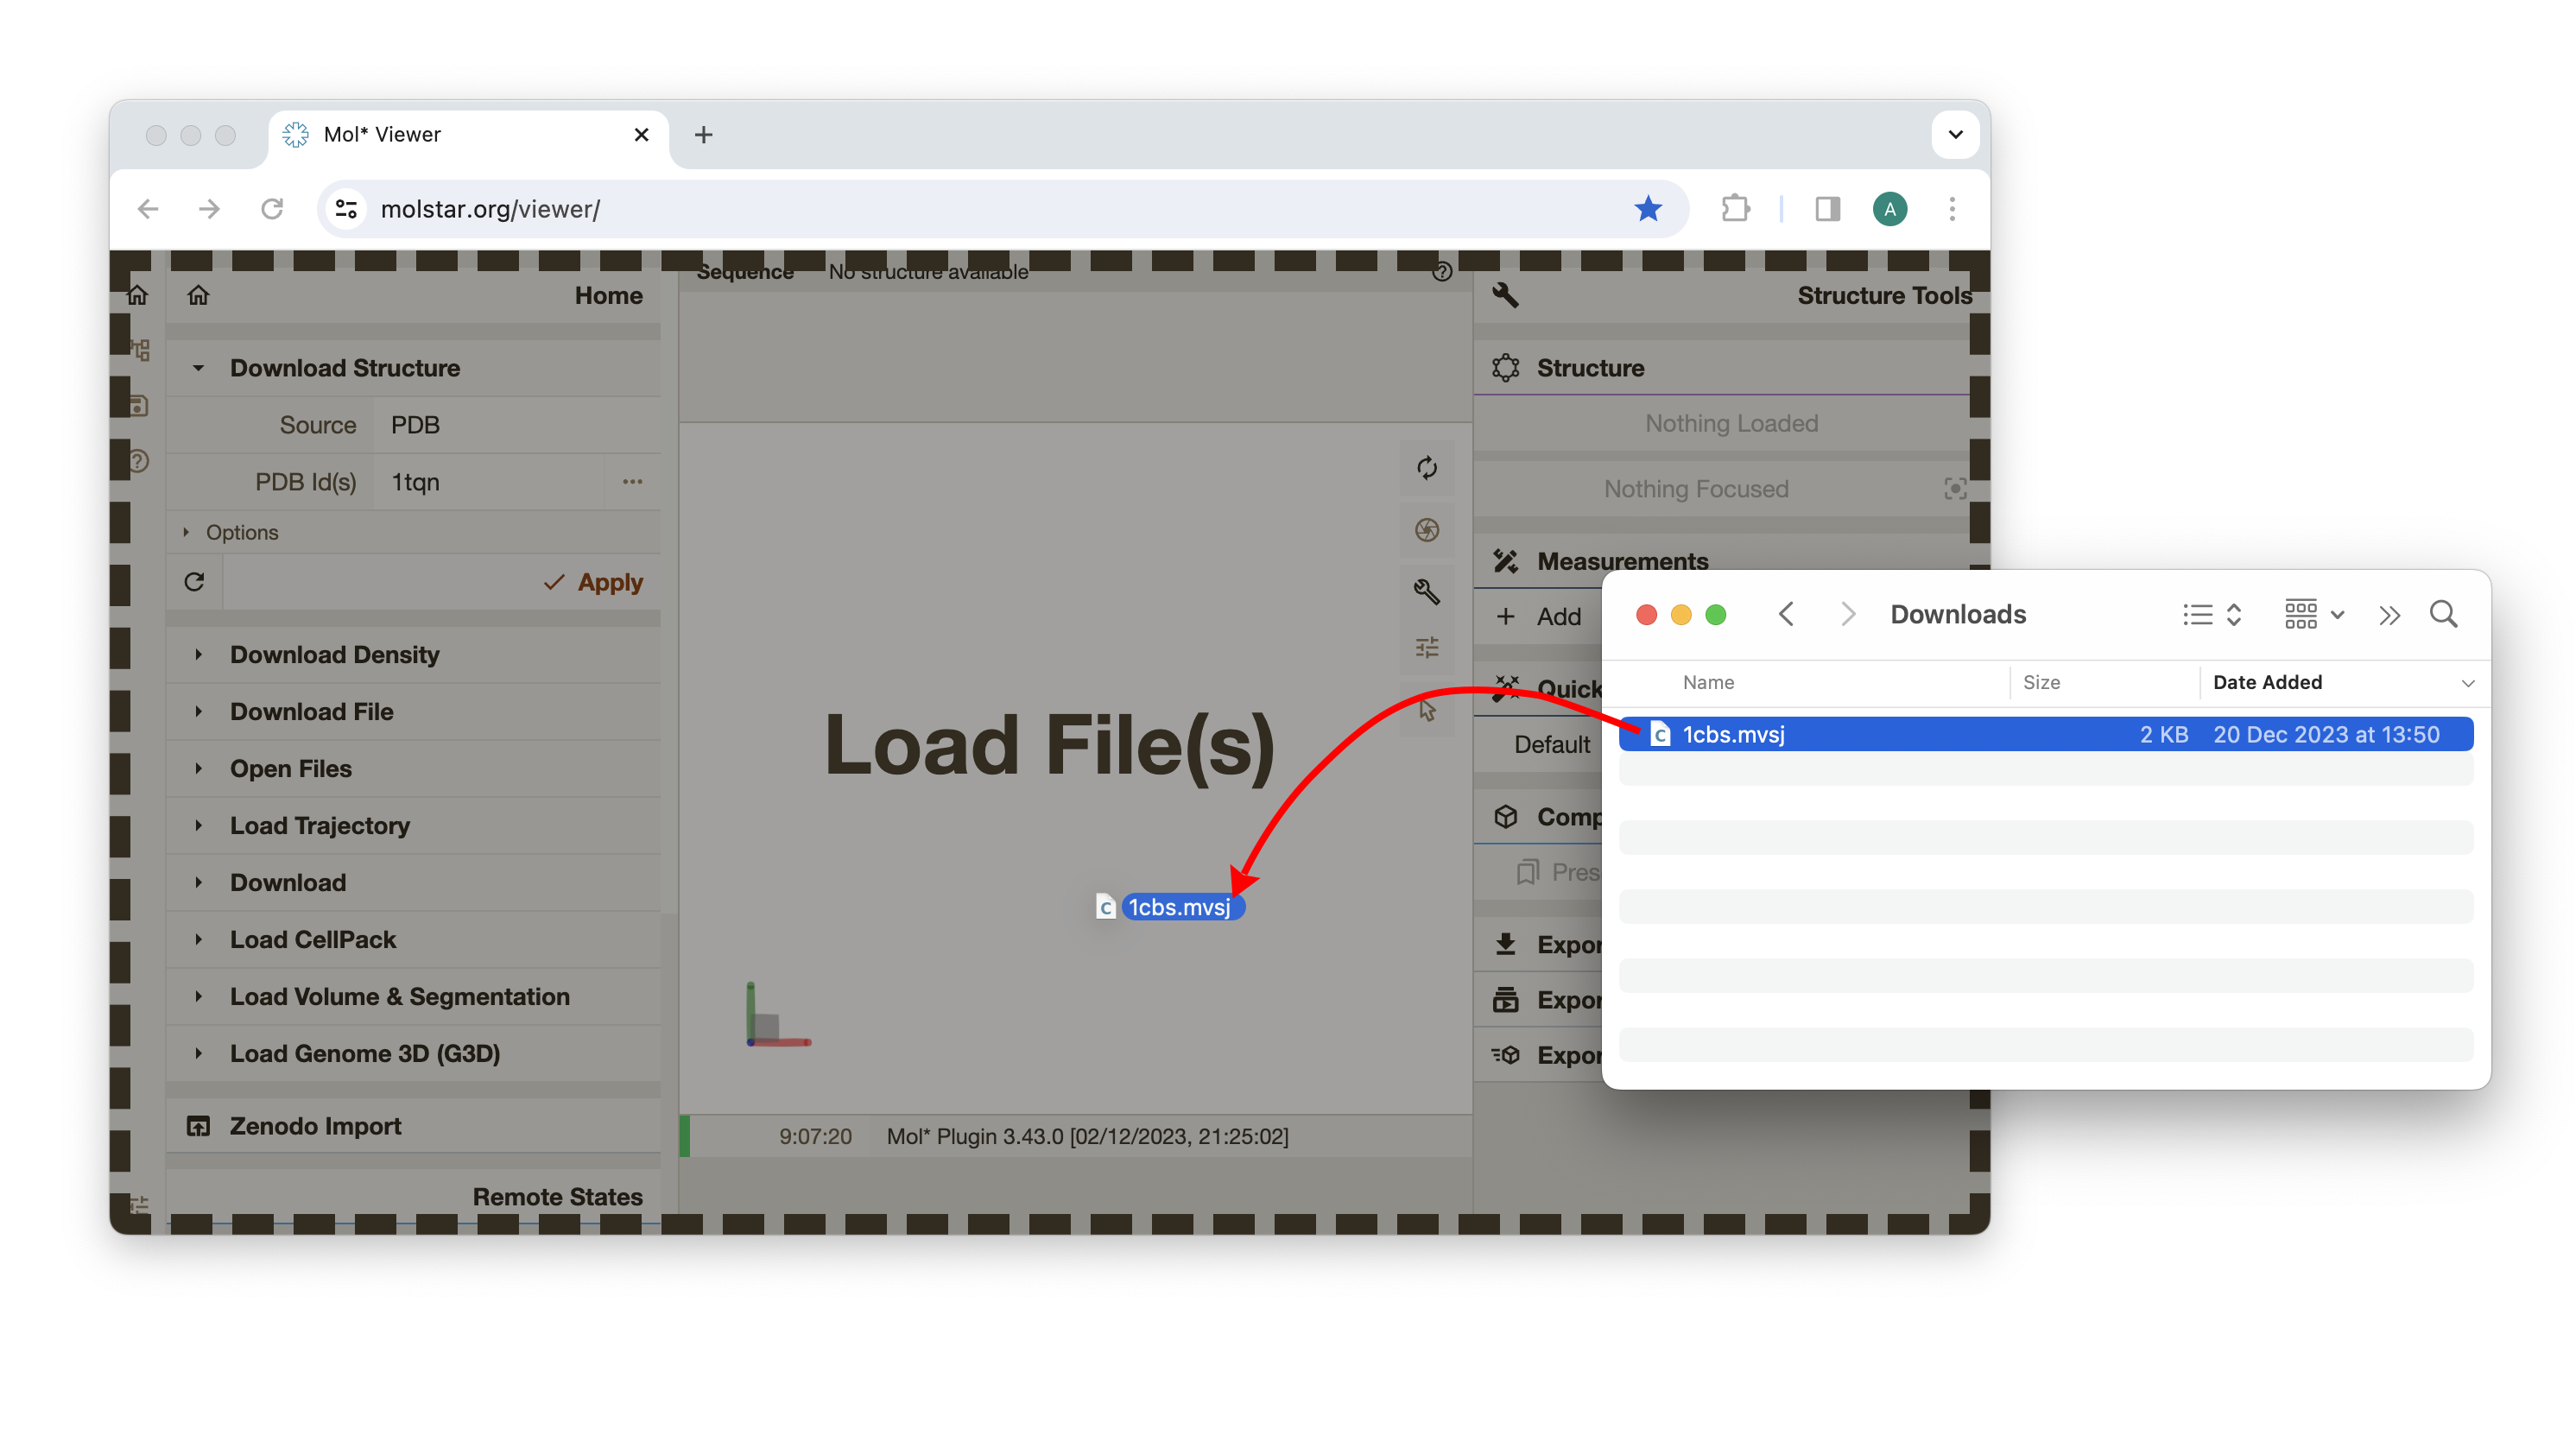 Mol* Viewer
molstar.org/viewer/
A
Sequence No structure available
Home
Download Structure
Source PDB
PDB Id(s) 1tqn
Options
Apply
Download Density
Download File
Open Files
Load Trajectory
Download
Load CellPack
Load Volume & Segmentation
Load Genome 3D (G3D)
Zenodo Import
Remote States
Load File(s)
C 1cbs.mvsj
9:07:20 Mol* Plugin 3.43.0 [02/12/2023, 21:25:02]
Structure Tools
Structure
Nothing Loaded
Nothing Focused
Measurements
Add
Quick
Default
Comp
Pres
Expor
Expor
Expor
Downloads
Name Size Date Added
C 1cbs.mvsj 2 KB 20 Dec 2023 at 13:50